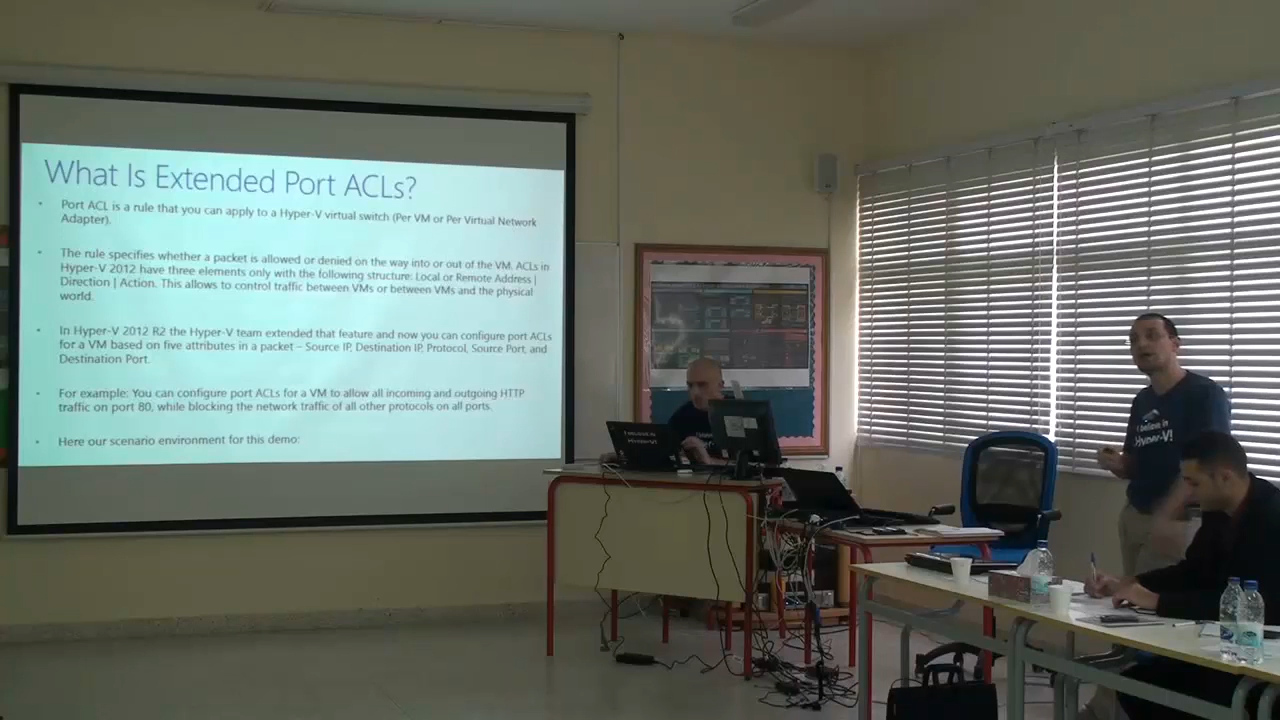 What Is Extended Port ACLs?
• Port ACL is a rule that you can apply to a Hyper-V virtual switch (Per VM or Per Virtual Network
Adapter).
• The rule specifies whether a packet is allowed or denied on the way into or out of the VM. ACLs in
Hyper-V 2012 have three elements only with the following structure: Local or Remote Address |
Direction | Action. This allows to control traffic between VMs or between VMs and the physical
world.
• In Hyper-V 2012 R2 the Hyper-V team extended that feature and now you can configure port ACLs
for a VM based on five attributes in a packet – Source IP, Destination IP, Protocol, Source Port, and
Destination Port.
• For example: You can configure port ACLs for a VM to allow all incoming and outgoing HTTP
traffic on port 80, while blocking the network traffic of all other protocols on all ports.
• Here our scenario environment for this demo:
I believe in
Hyper-V!
I believe in
Hyper-V!